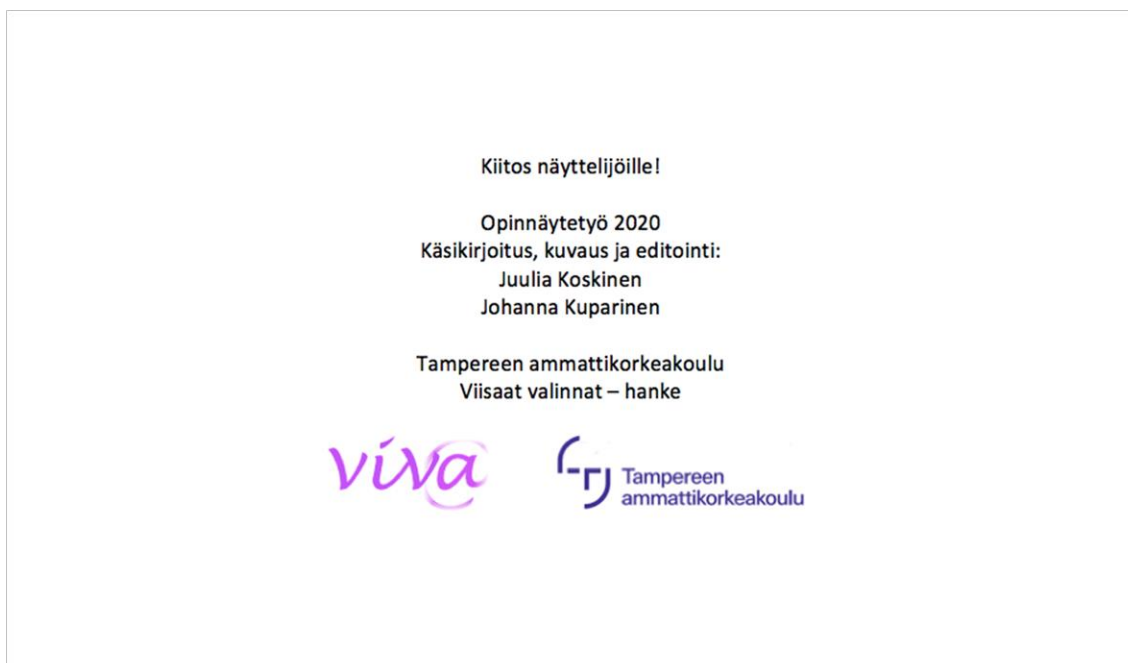 Kiitos näyttelijöille!
Opinnäytetyö 2020
Käsikirjoitus, kuvaus ja editointi:
Juulia Koskinen
Johanna Kuparinen
Tampereen ammattikorkeakoulu
Viisaat valinnat – hanke
viva
Tampereen
ammattikorkeakoulu